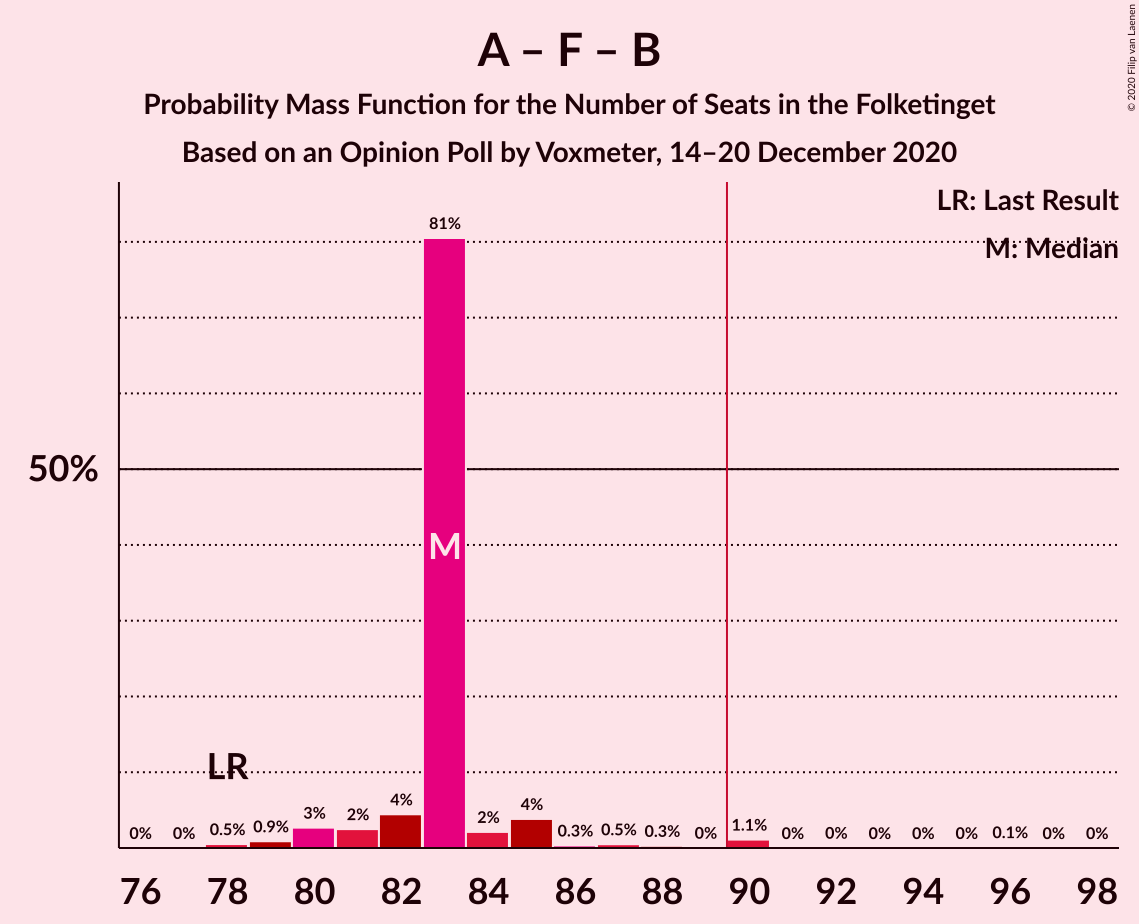 A – F – B
Probability Mass Function for the Number of Seats in the Folketinget
Based on an Opinion Poll by Voxmeter, 14–20 December 2020
© 2020 Filip van Laenen
LR: Last Result
M: Median
50%
81%
M
LR
0% 0% 0.5% 0.9% 3% 2% 4% 2% 4% 0.3% 0.5% 0.3% 0% 1.1% 0% 0% 0% 0% 0% 0.1% 0% 0%
76 78 80 82 84 86 88 90 92 94 96 98